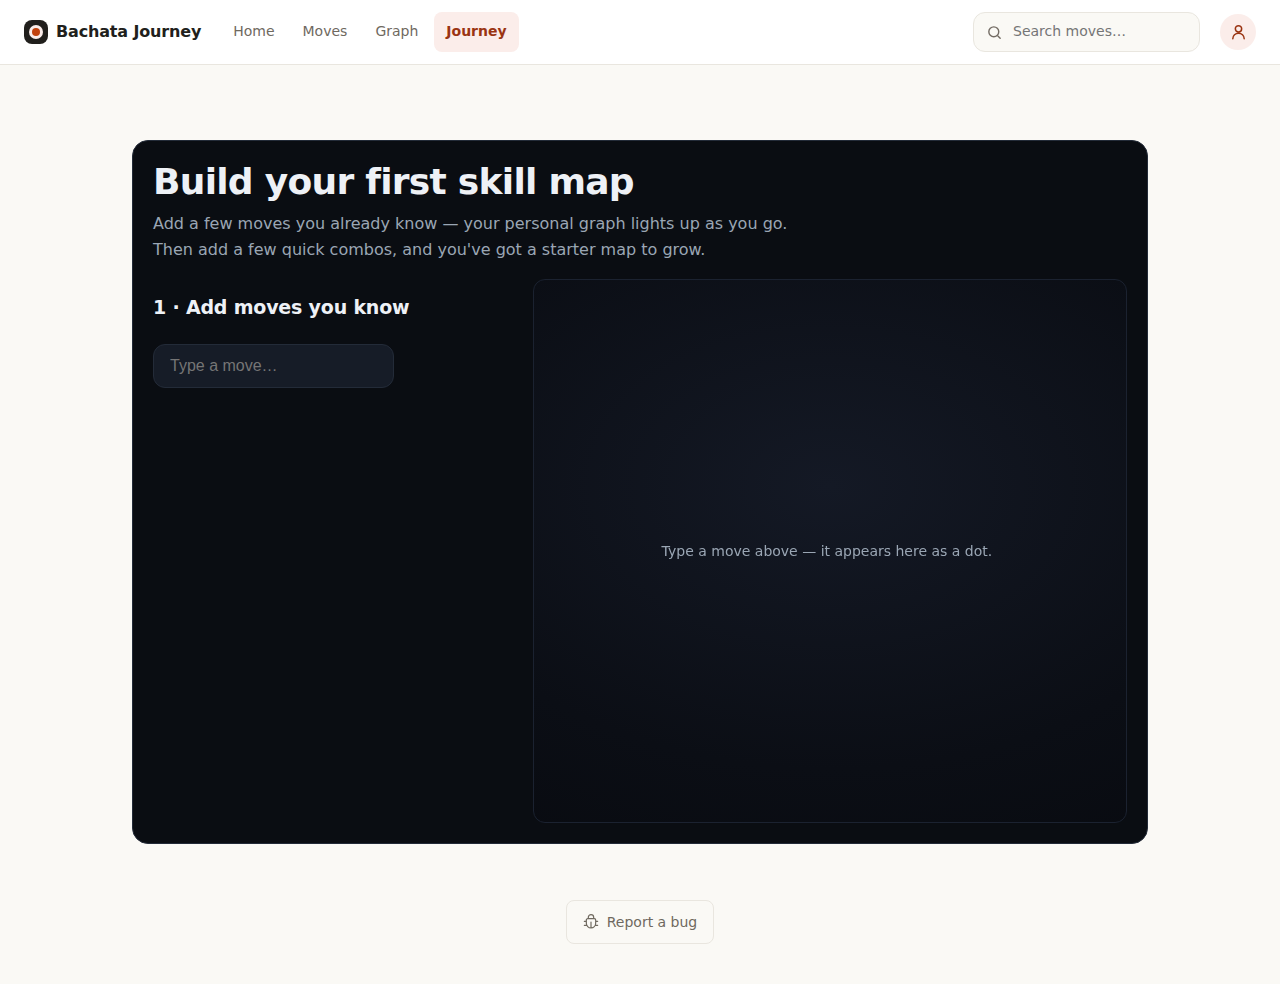 Bachata Journey
Home
Moves
Graph
Journey
Search moves…
Build your first skill map
Add a few moves you already know — your personal graph lights up as you go.
Then add a few quick combos, and you've got a starter map to grow.
1 · Add moves you know
Type a move…
Type a move above — it appears here as a dot.
Report a bug